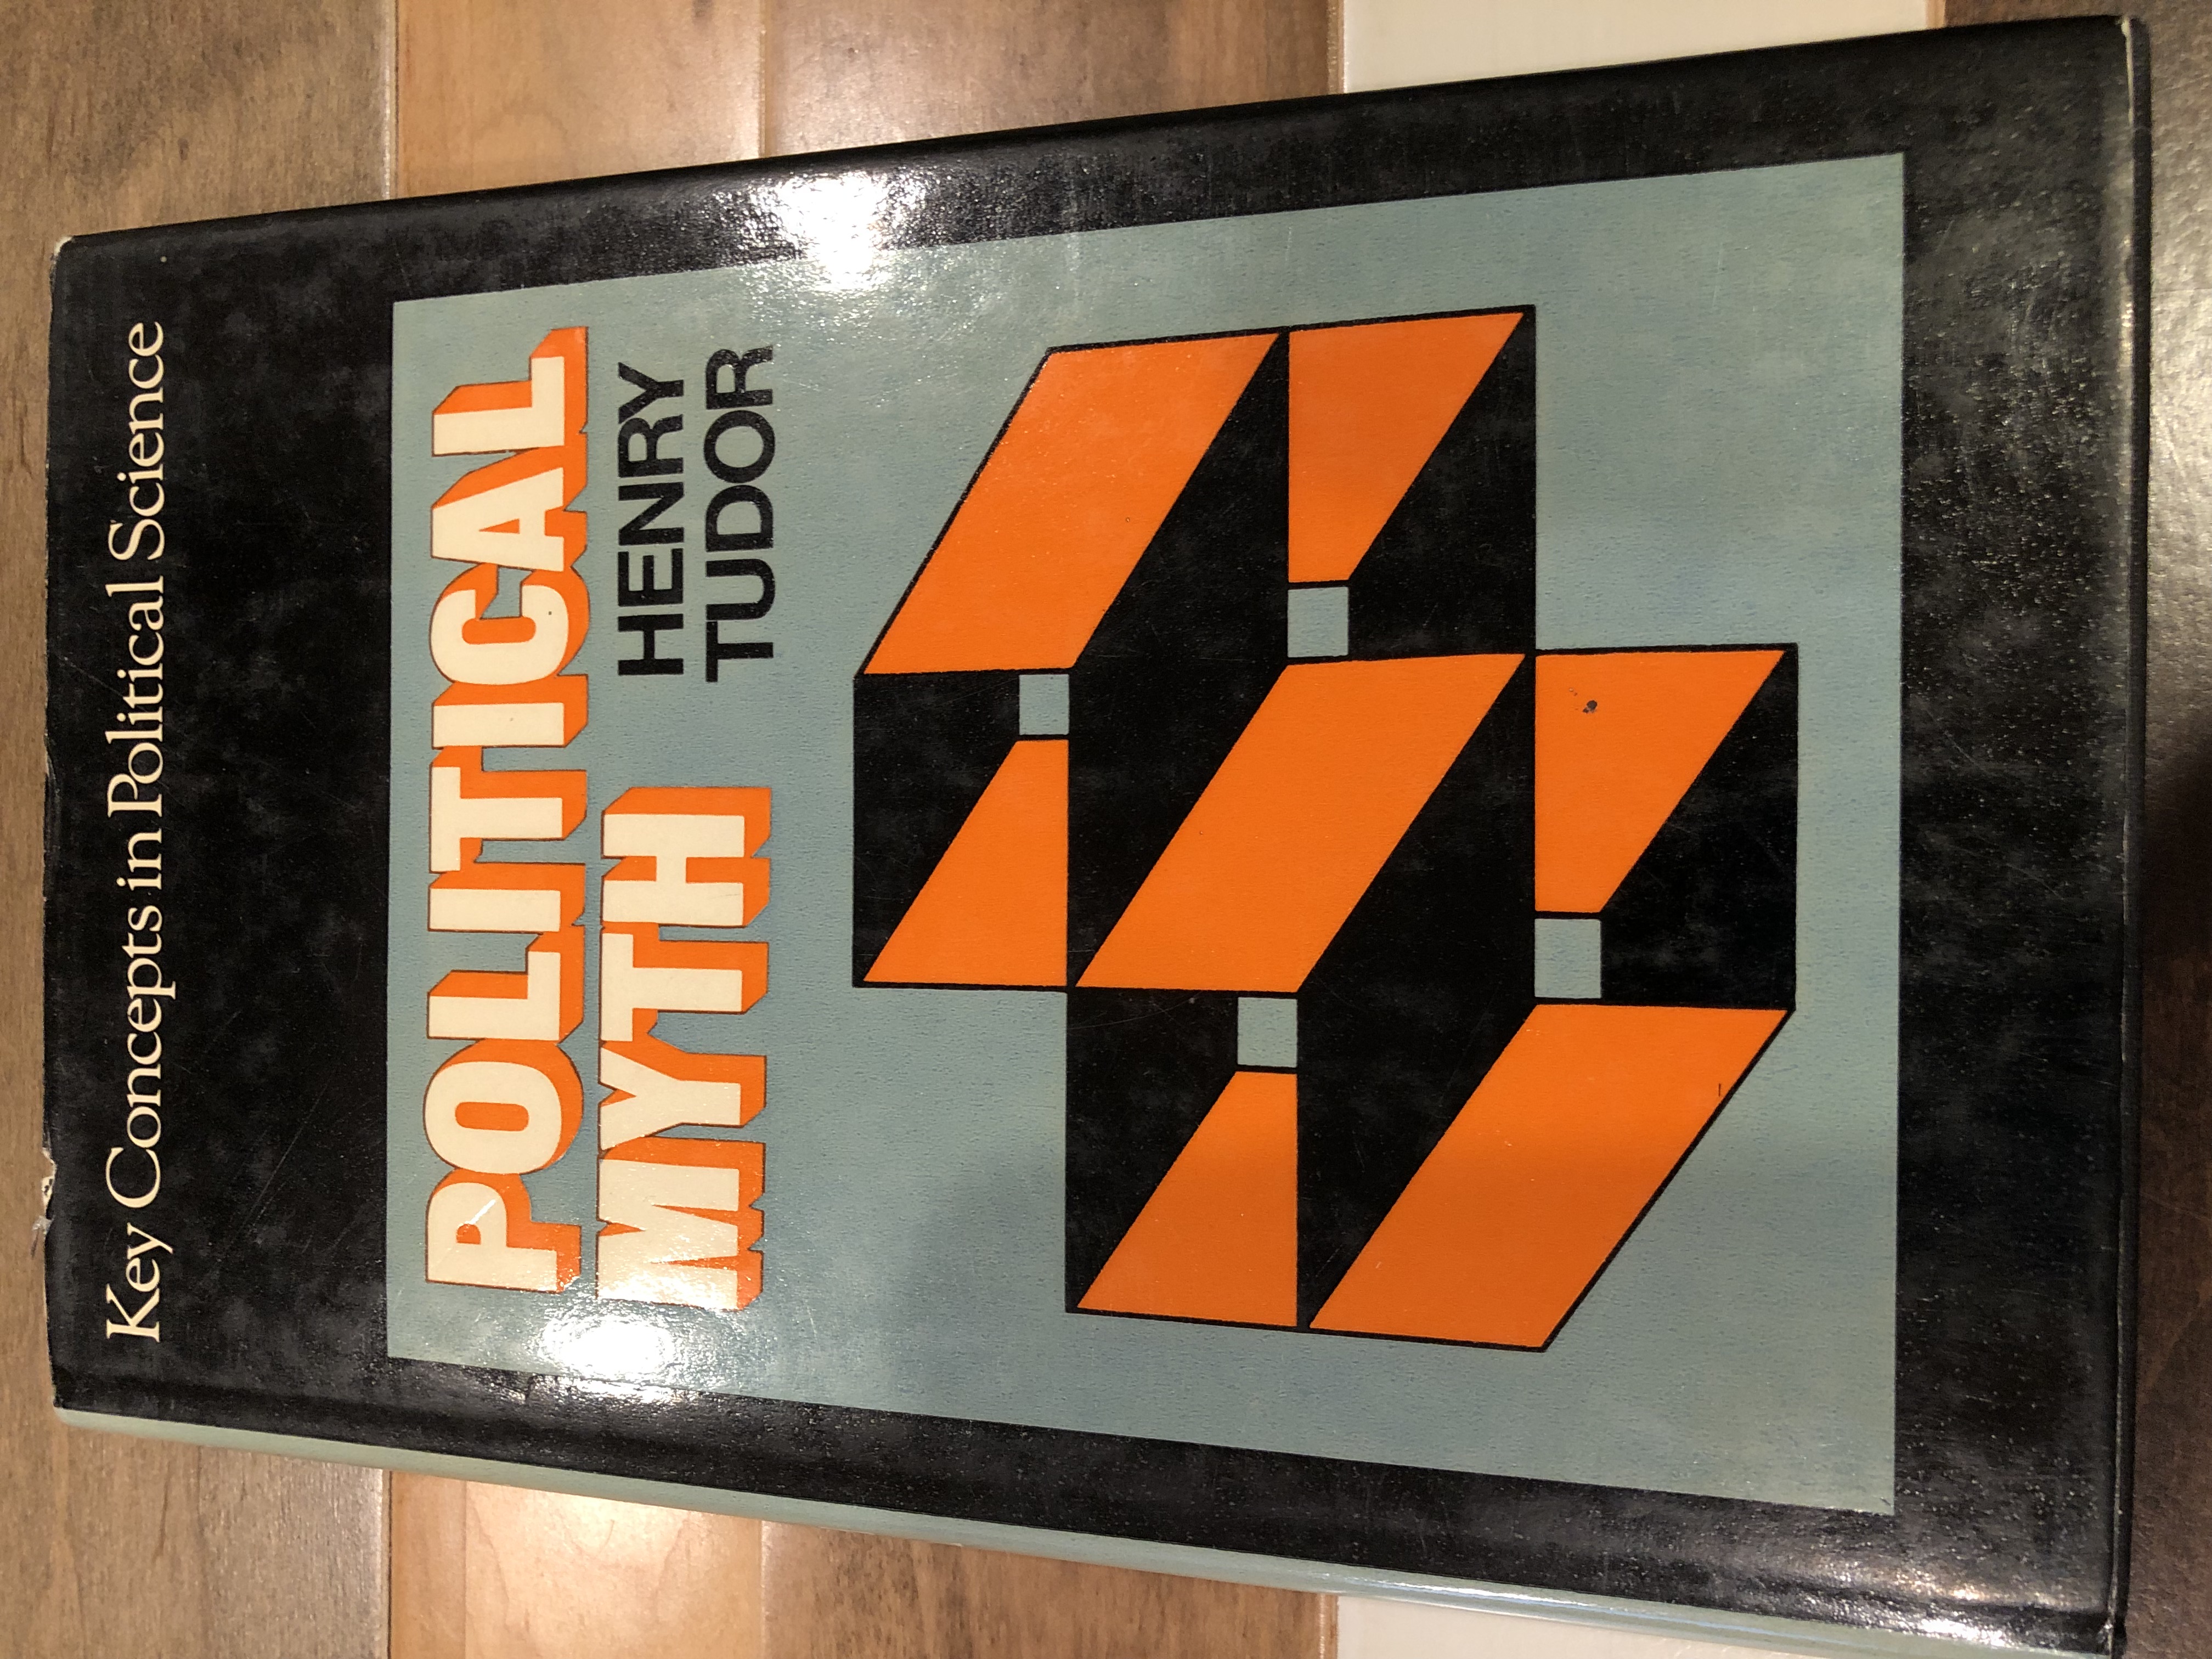 Key Concepts in Political Science
POLITICAL
MYTH
HENRY
TUDOR